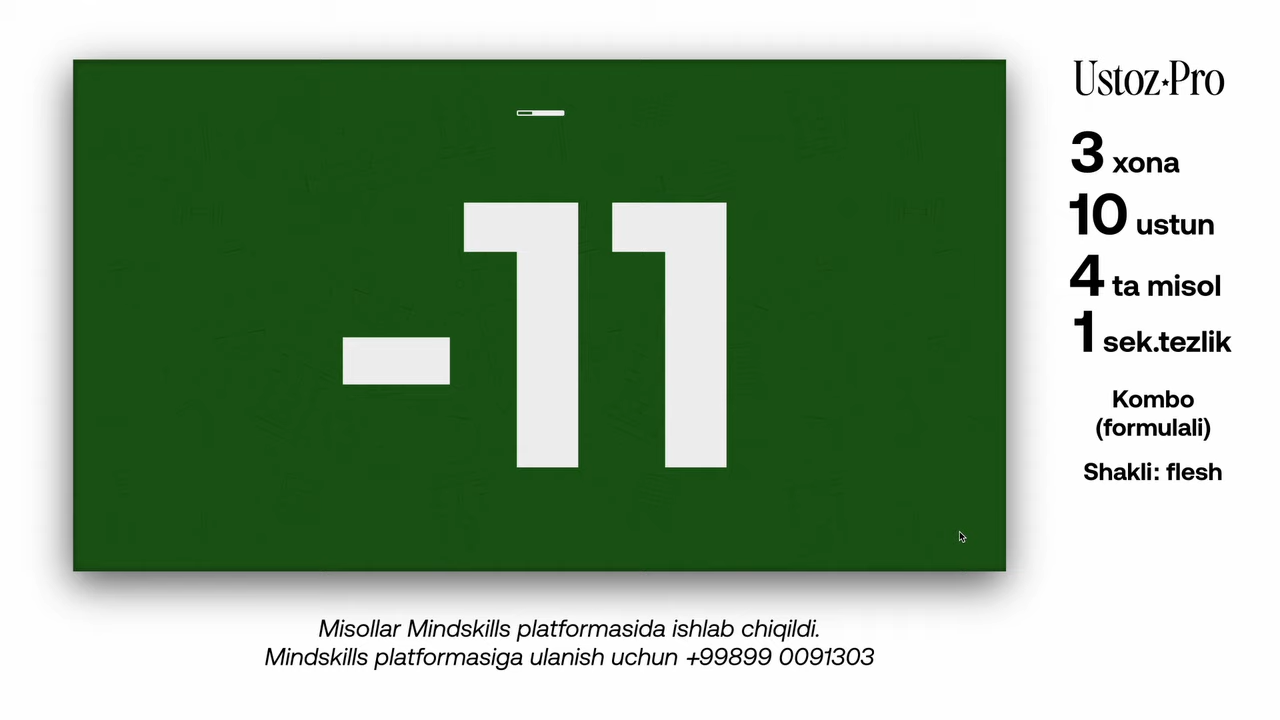 -11
Ustoz★Pro
3 xona
10 ustun
4 ta misol
1 sek.tezlik
Kombo
(formulali)
Shakli: flesh
Misollar Mindskills platformasida ishlab chiqildi.
Mindskills platformasiga ulanish uchun +99899 0091303